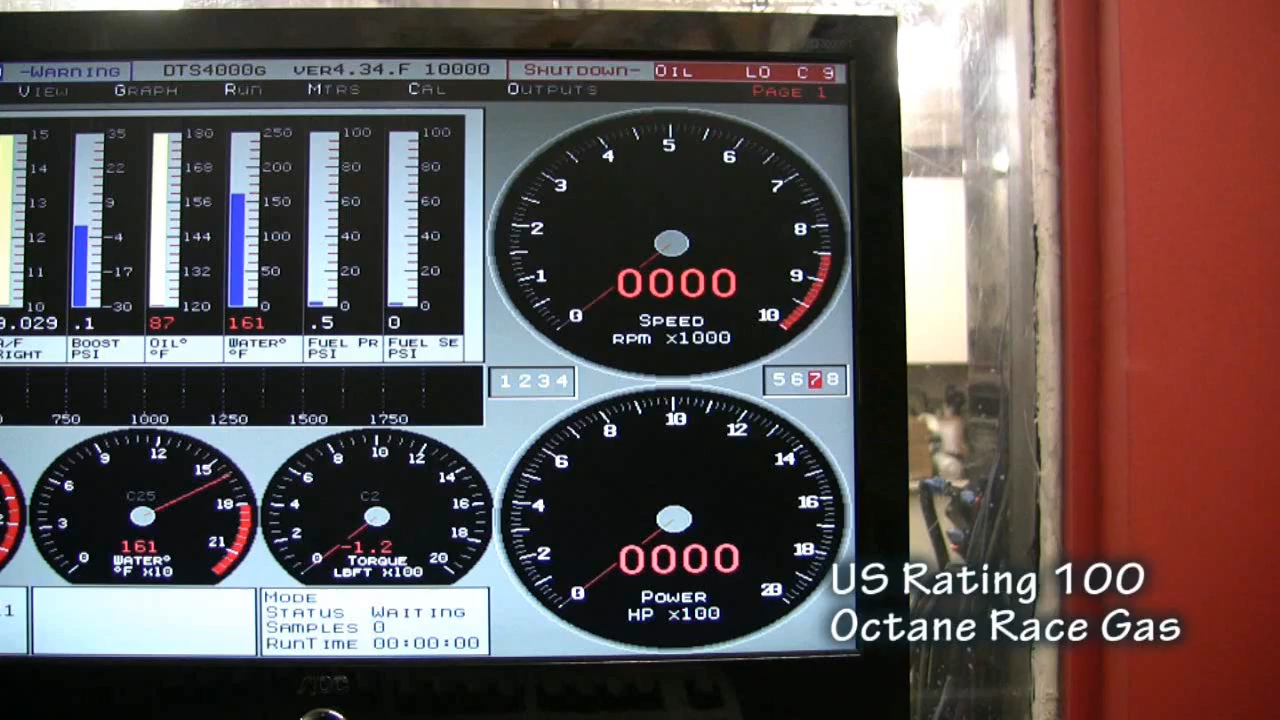 -WARNING DTS4000G VER4.34.F 10000 SHUTDOWN- OIL LO C 9
VIEW GRAPH RUN MTRS CAL OUTPUTS PAGE 1
15 35 180 250 100 100
14 22 168 200 80 80
13 9 156 150 60 60
12 -4 144 100 40 40
11 -17 132 50 20 20
10 -30 120 0 0 0
.029 .1 87 161 .5 0
A/F BOOST OIL° WATER° FUEL PR FUEL SE
RIGHT PSI °F °F PSI PSI
0 1 2 3 4 5 6 7 8 9 10
0000
SPEED
RPM x1000
1 2 3 4
5 6 7 8
750 1000 1250 1500 1750
0 3 6 9 12 15 18 21
C25
161
WATER°
°F x10
0 2 4 6 8 10 12 14 16 18 20
C2
-1.2
TORQUE
LBFT x100
0 2 4 6 8 10 12 14 16 18 20
0000
POWER
HP x100
MODE
STATUS WAITING
SAMPLES 0
RUNTIME 00:00:00
US Rating 100
Octane Race Gas